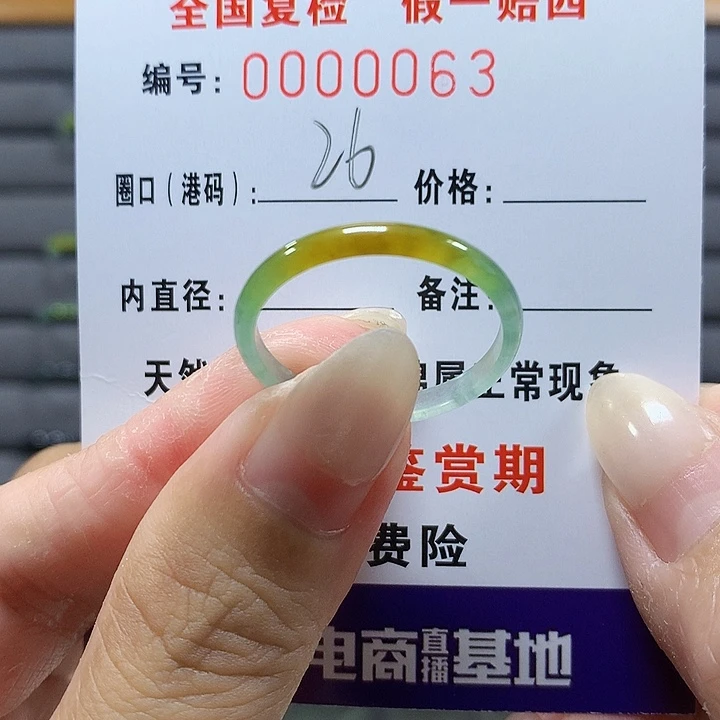 全国复检 假一赔四
编号: 0000063
圈口(港码): 26 价格:
内直径: 备注:
天然 正常现象
鉴赏期
费险
电商直播基地